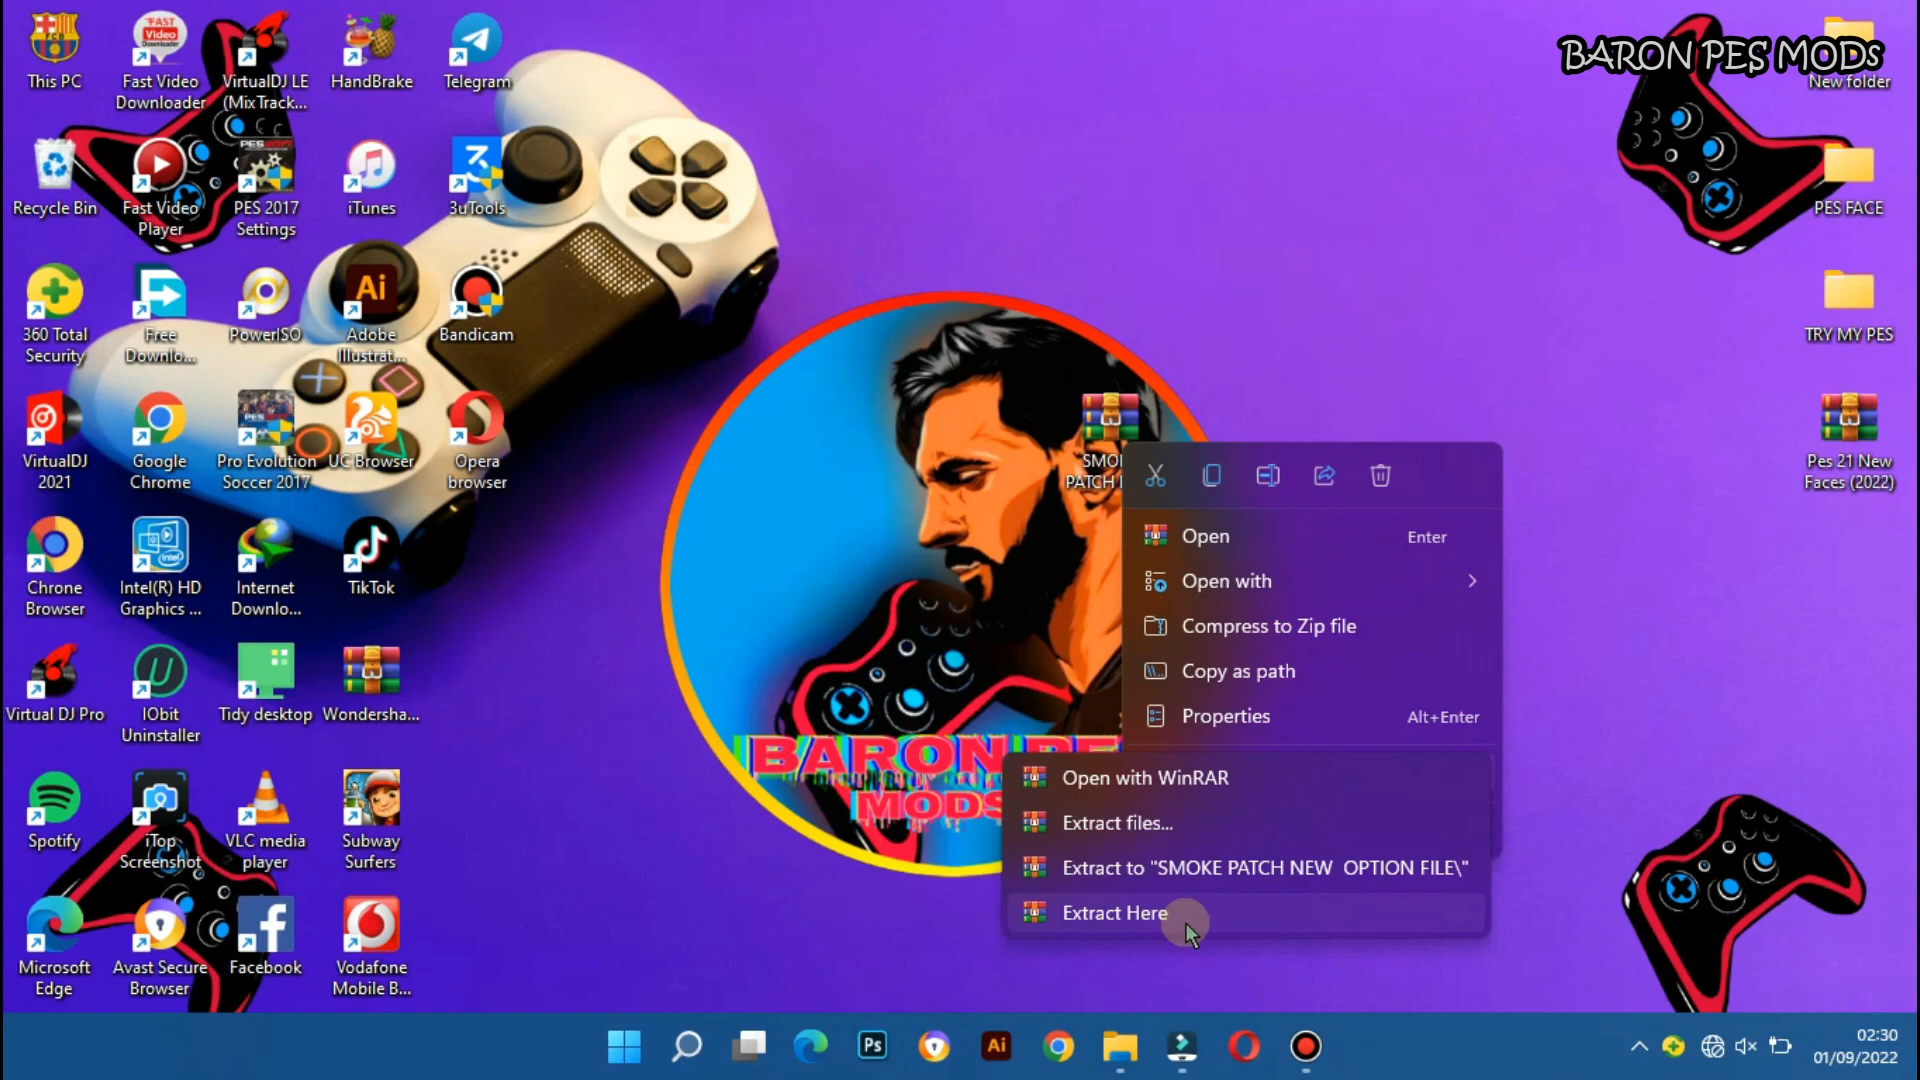 BARON PES MODs
This PC
Fast Video
Downloader
VirtualDJ LE
(MixTrack...
HandBrake
Telegram
New folder
Recycle Bin
Fast Video
Player
PES 2017
Settings
iTunes
3uTools
PES FACE
360 Total
Security
Free
Downlo...
PowerISO
Adobe
Illustrat...
Bandicam
TRY MY PES
VirtualDJ
2021
Google
Chrome
Pro Evolution
Soccer 2017
UC Browser
Opera
browser
SMO
PATCH
Pes 21 New
Faces (2022)
Open
Enter
Open with
Compress to Zip file
Copy as path
Properties
Alt+Enter
Chrone
Browser
Intel(R) HD
Graphics ...
Internet
Downlo...
TikTok
Virtual DJ Pro
IObit
Uninstaller
Tidy desktop
Wondersha...
BARON PE
MODS
Open with WinRAR
Extract files...
Extract to "SMOKE PATCH NEW  OPTION FILE\"
Extract Here
Spotify
iTop
Screenshot
VLC media
player
Subway
Surfers
Microsoft
Edge
Avast Secure
Browser
Facebook
Vodafone
Mobile B...
02:30
01/09/2022